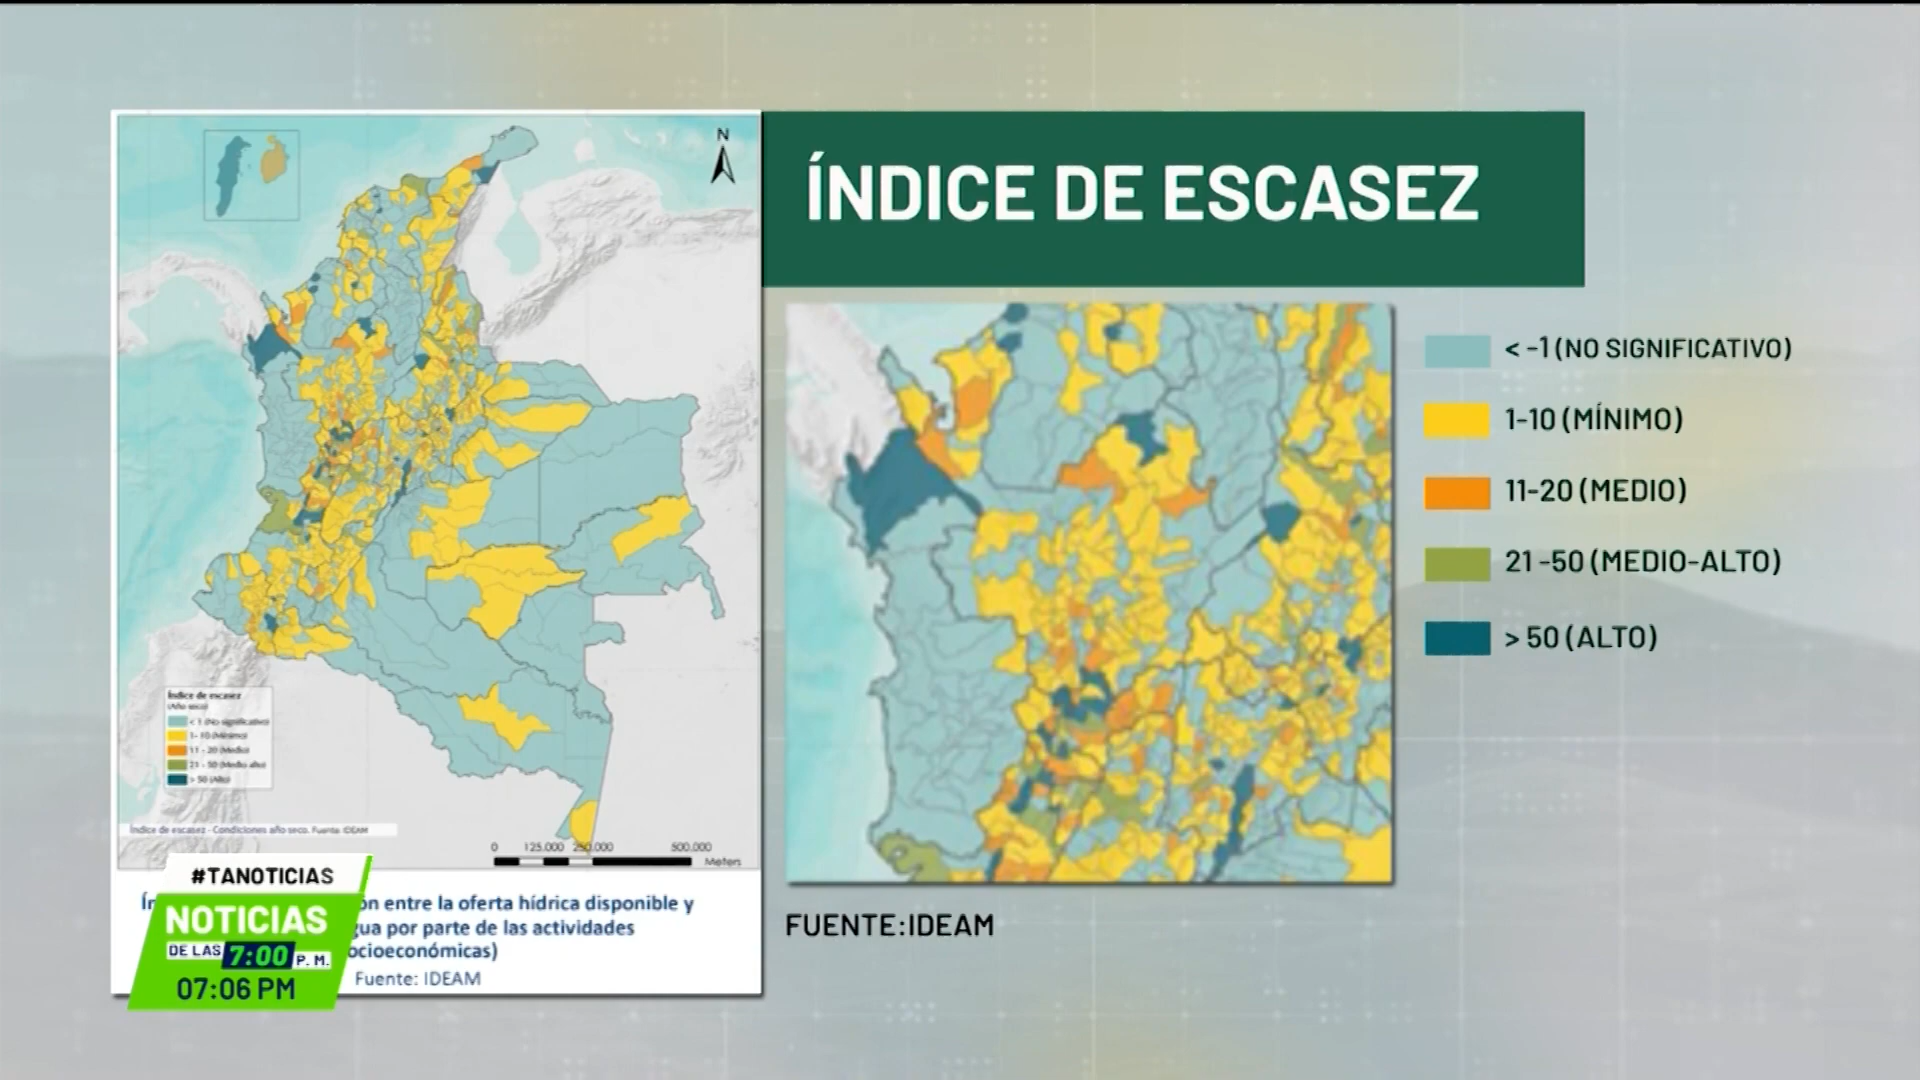 N
ÍNDICE DE ESCASEZ
< -1 (NO SIGNIFICATIVO)
1-10 (MÍNIMO)
11-20 (MEDIO)
21 -50 (MEDIO-ALTO)
> 50 (ALTO)
Índice de escasez
(Año seco)
< 1 (No significativo)
1- 10 (Mínimo)
11 - 20 (Medio)
21 - 50 (Medio alto)
> 50 (Alto)
Índice de escasez - Condiciones año seco. Fuente: IDEAM
0 125.000 250.000 500.000
Meters
entre la oferta hídrica disponible y
por parte de las actividades
Fuente: IDEAM
FUENTE:IDEAM
#TANOTICIAS
NOTICIAS
DE LAS 7:00 P. M.
07:06 PM